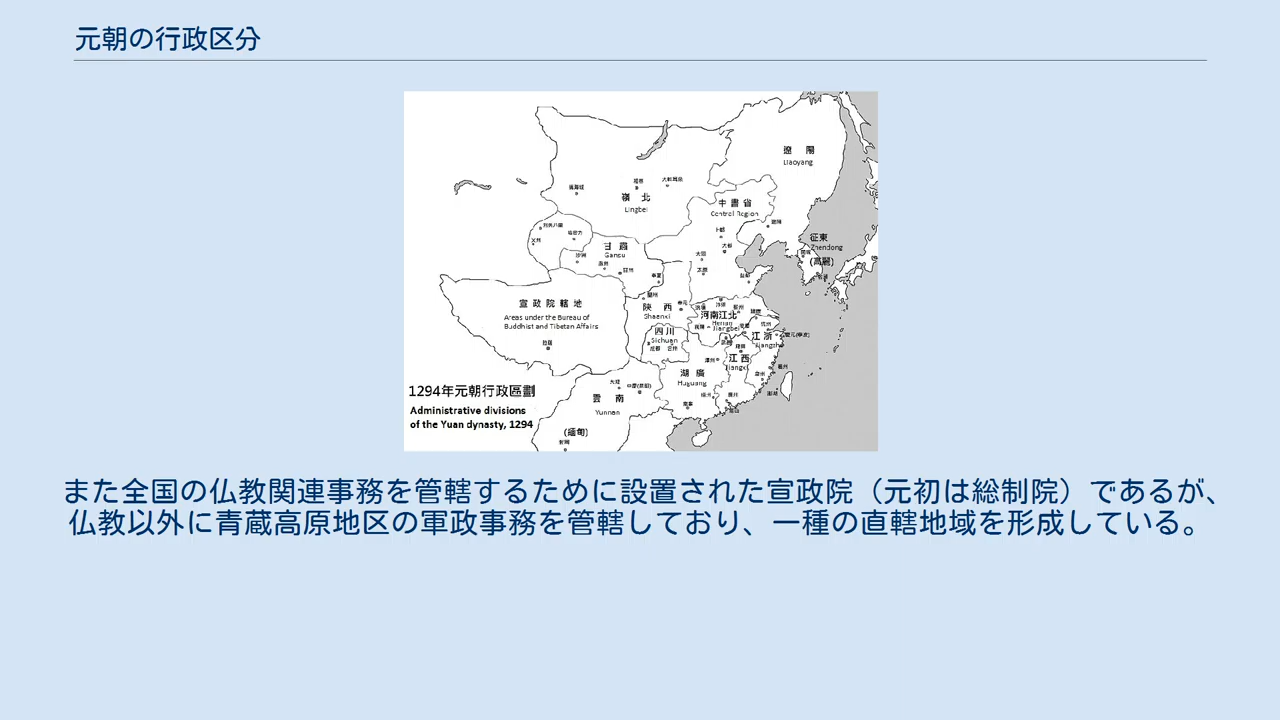 元朝の行政区分
遼 陽
Liaoyang
嶺 北
Lingbei
中書省
Central Region
征東
Zhendong
(高麗)
甘 肅
Gansu
宣政院轄地
Areas under the Bureau of
Buddhist and Tibetan Affairs
陝 西
Shaanxi
河南江北
Henan
Jiangbei
四川
Sichuan
江浙
Jiangzhe
江西
Jiangxi
湖 廣
Huguang
雲 南
Yunnan
(緬甸)
1294年元朝行政區劃
Administrative divisions
of the Yuan dynasty, 1294
また全国の仏教関連事務を管轄するために設置された宣政院（元初は総制院）であるが、
仏教以外に青蔵高原地区の軍政事務を管轄しており、一種の直轄地域を形成している。